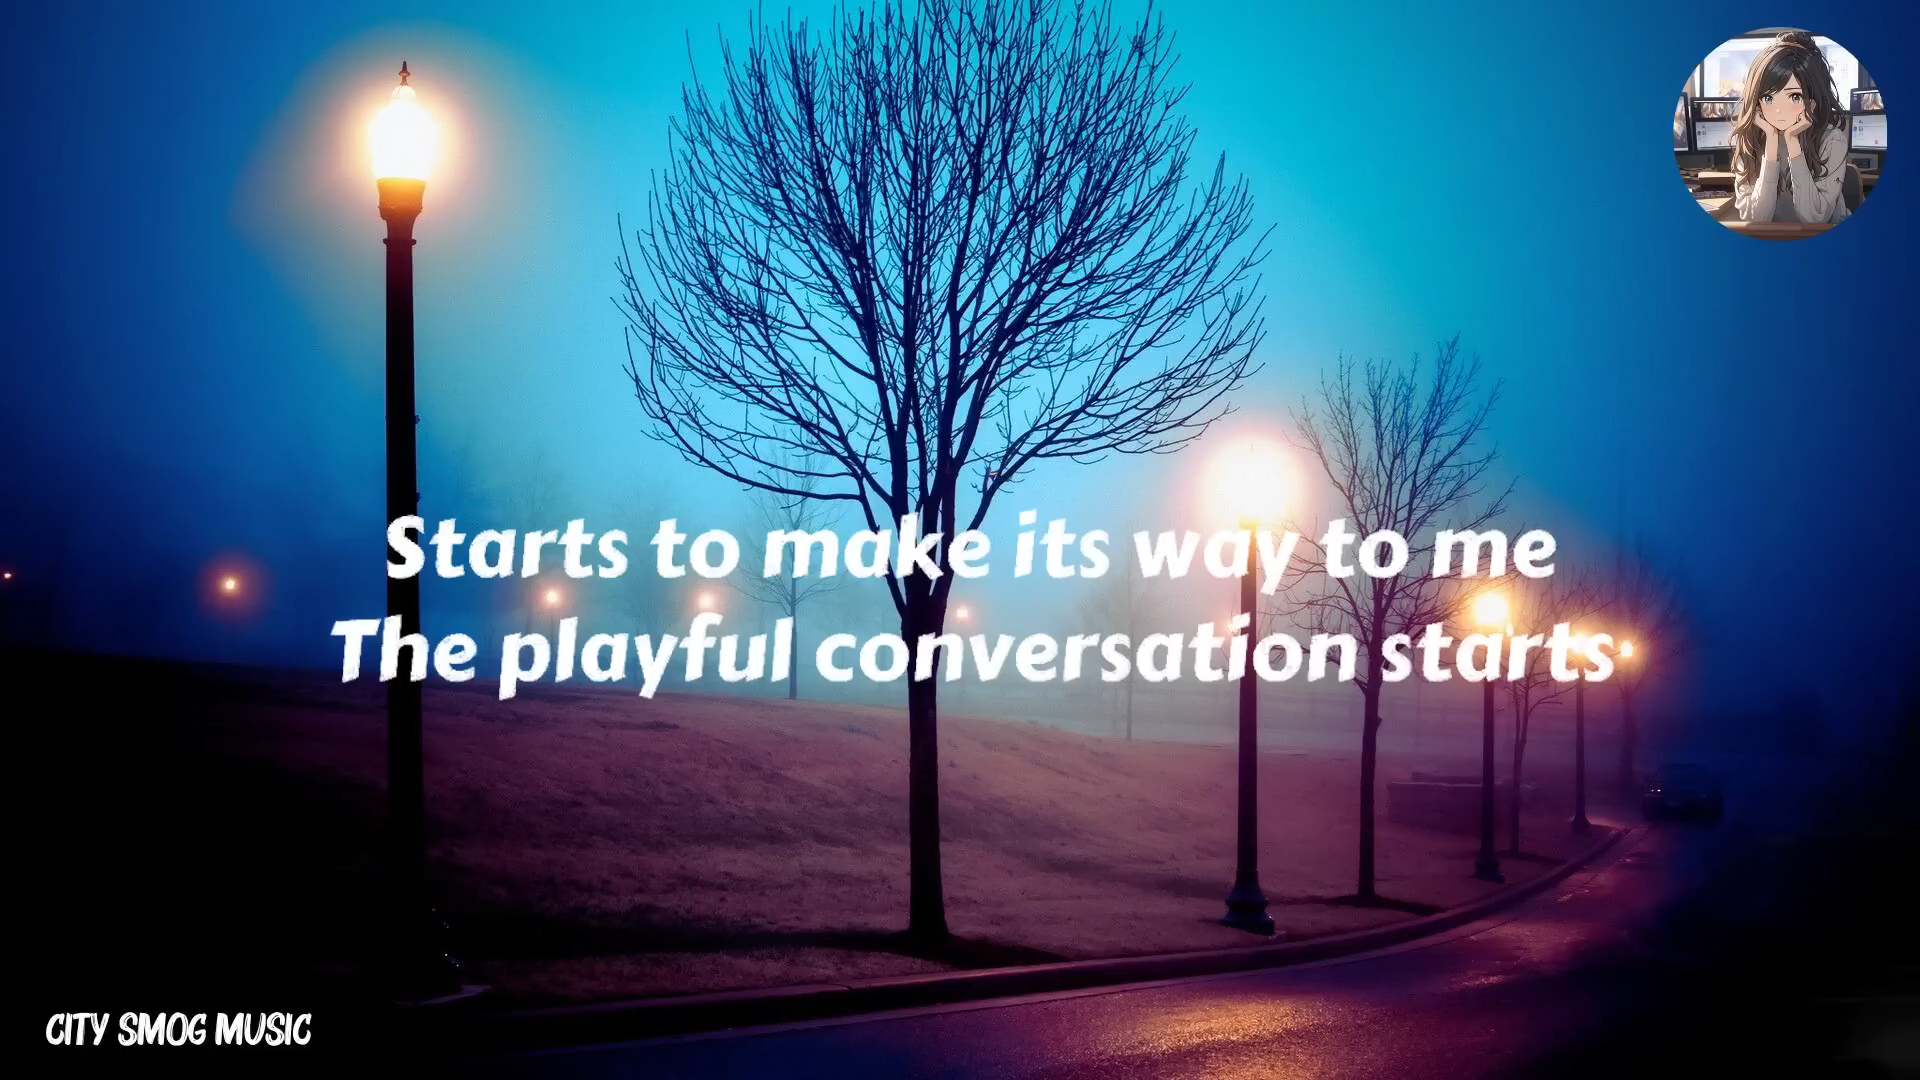 Starts to make its way to me
The playful conversation starts
CITY SMOG MUSIC